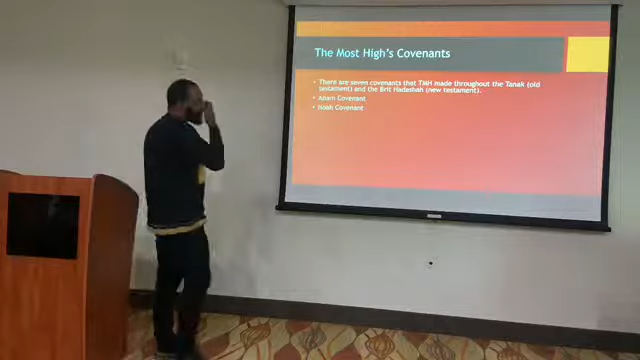 The Most High's Covenants
• There are seven covenants that TMH made throughout the Tanak (old
testament) and the Brit Hadashah (new testament).
• Adam Covenant
• Noah Covenant